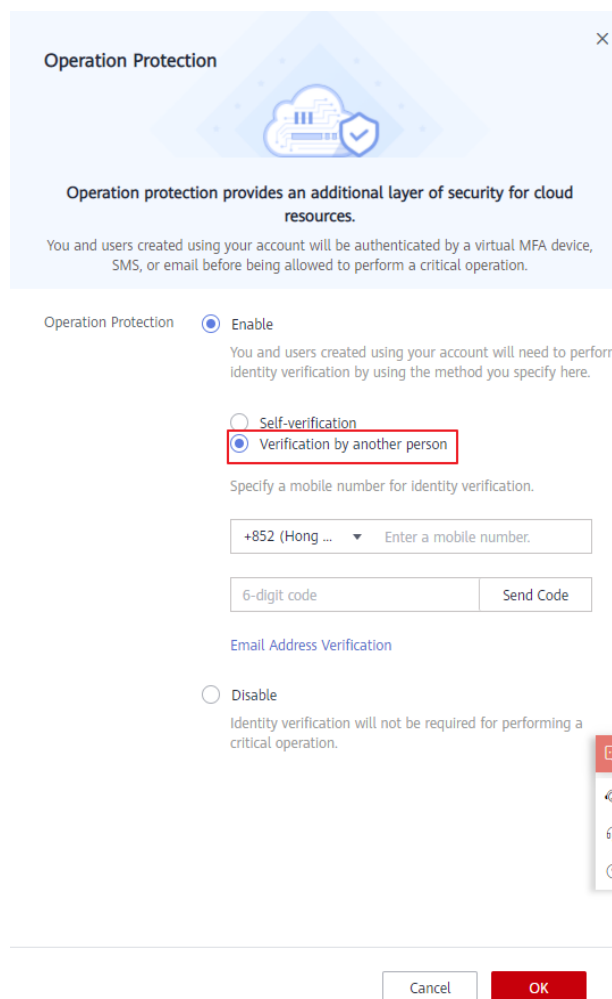 Operation Protection
Operation protection provides an additional layer of security for cloud
resources.
You and users created using your account will be authenticated by a virtual MFA device,
SMS, or email before being allowed to perform a critical operation.
Operation Protection
Enable
You and users created using your account will need to perform
identity verification by using the method you specify here.
Self-verification
Verification by another person
Specify a mobile number for identity verification.
+852 (Hong ... Enter a mobile number.
6-digit code Send Code
Email Address Verification
Disable
Identity verification will not be required for performing a
critical operation.
Cancel OK